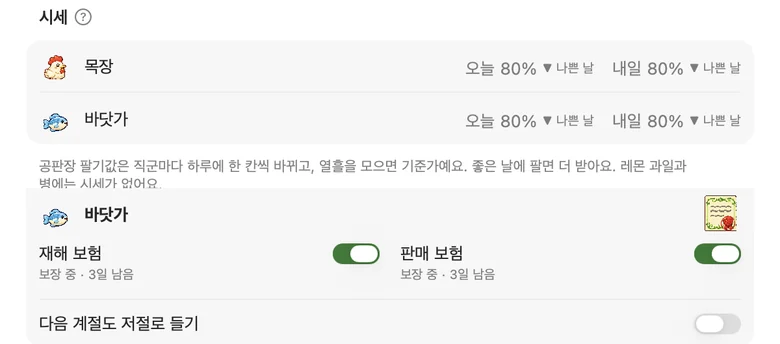 시세 ?
목장 오늘 80% ▼ 나쁜 날 내일 80% ▼ 나쁜 날
바닷가 오늘 80% ▼ 나쁜 날 내일 80% ▼ 나쁜 날
공판장 팔기값은 직군마다 하루에 한 칸씩 바뀌고, 열흘을 모으면 기준가예요. 좋은 날에 팔면 더 받아요. 레몬 과일과
병에는 시세가 없어요.
바닷가
재해 보험 판매 보험
보장 중 · 3일 남음 보장 중 · 3일 남음
다음 계절도 저절로 들기